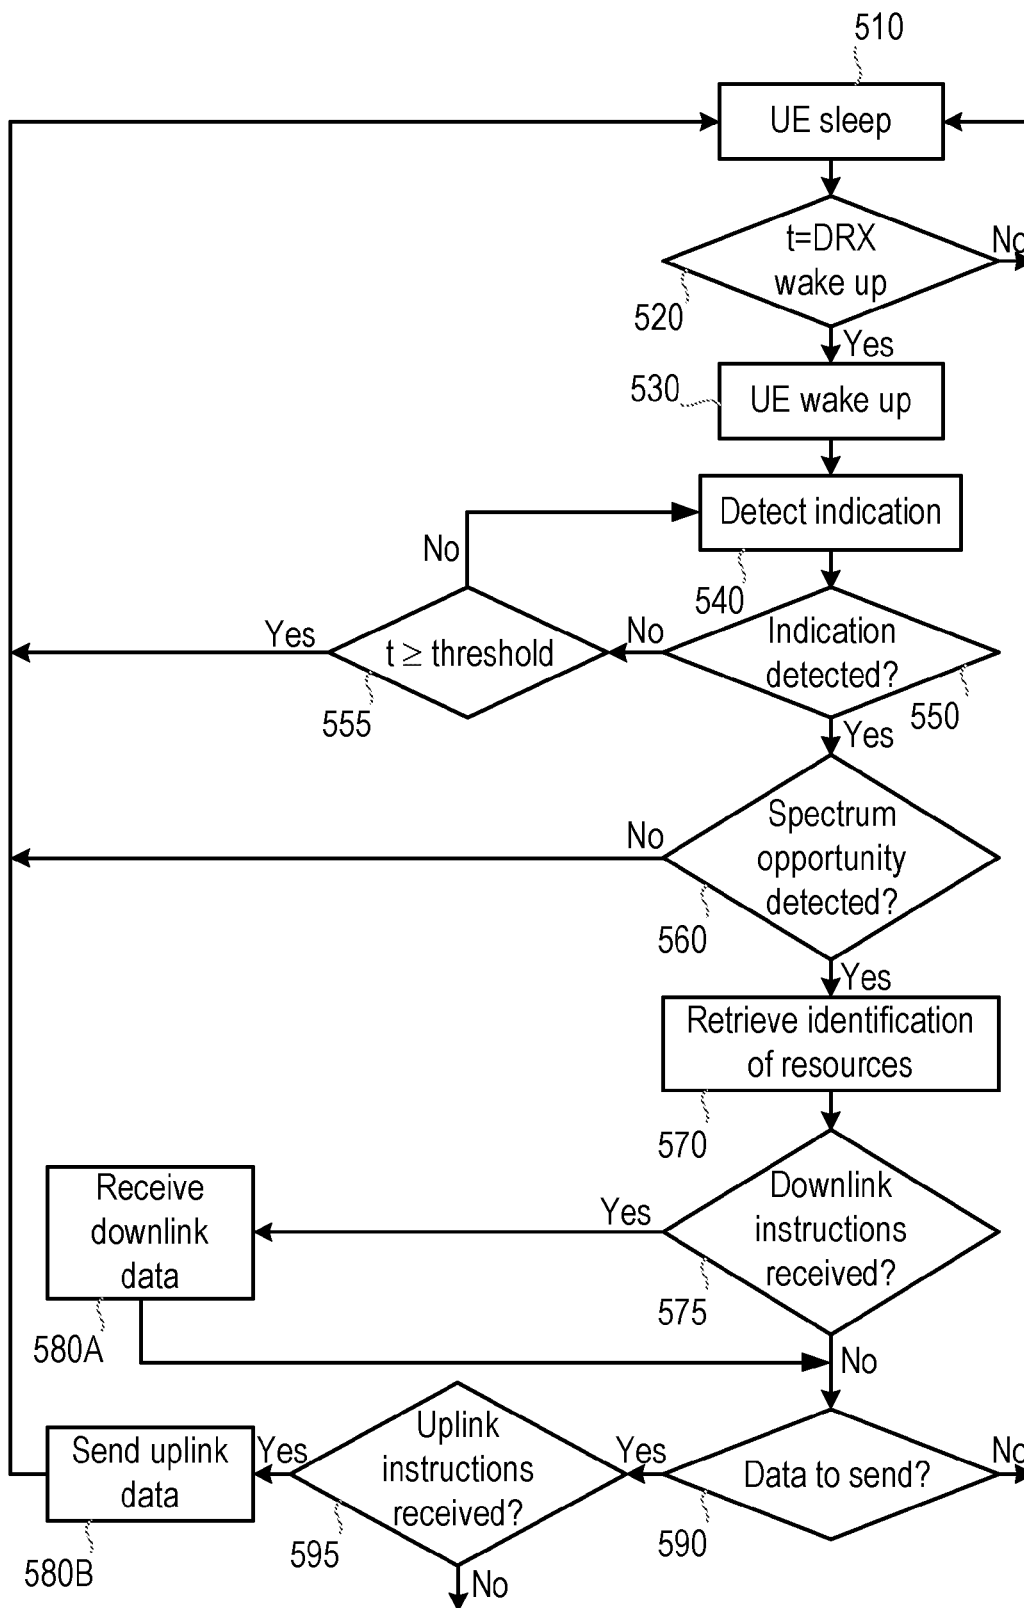 510
UE sleep
t=DRX
wake up
No
520
Yes
530
UE wake up
Detect indication
No
540
Yes
t ≥ threshold
No
Indication
detected?
555
550
Yes
No
Spectrum
opportunity
detected?
560
Yes
Retrieve identification
of resources
570
Receive
downlink
data
Yes
Downlink
instructions
received?
575
580A
No
Send uplink
data
Yes
Uplink
instructions
received?
Yes
Data to send?
No
580B
595
590
No